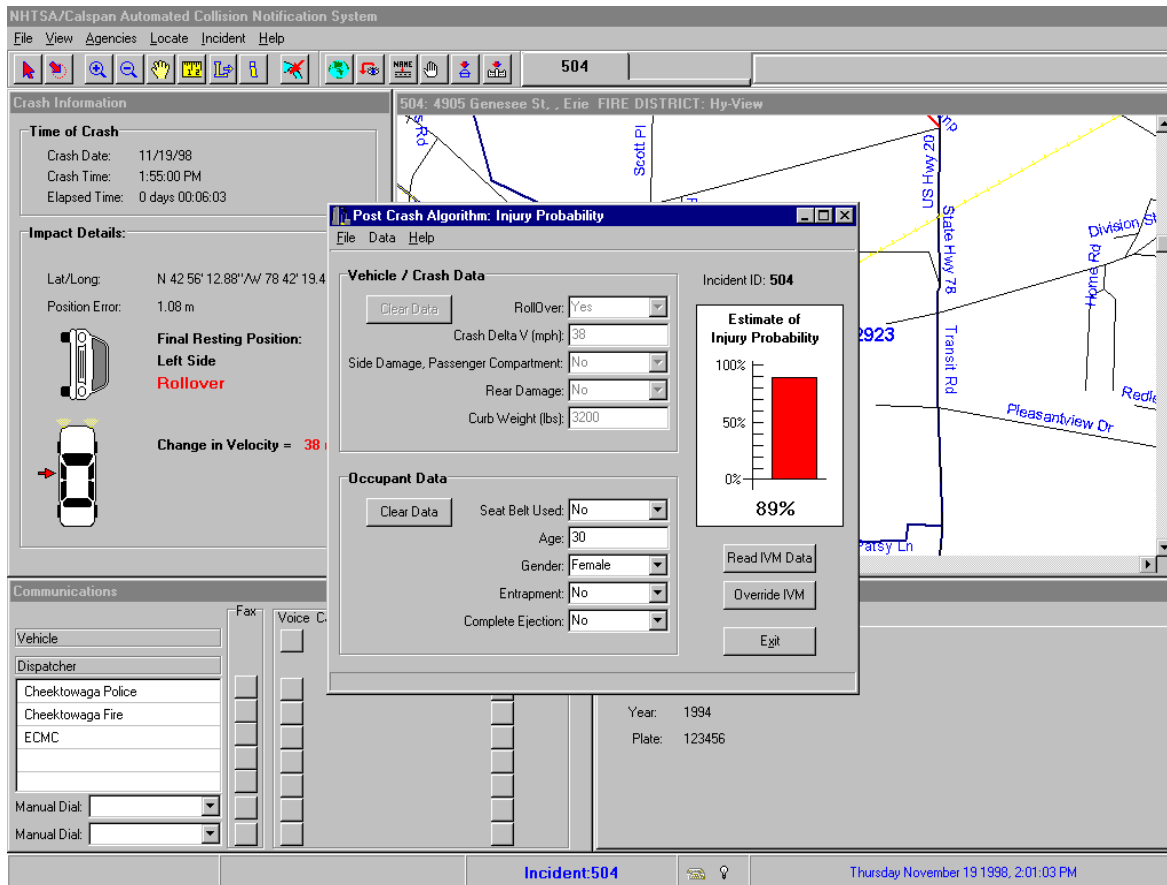 NHTSA/Calspan Automated Collision Notification System
File View Agencies Locate Incident Help
NAME
504
Crash Information
Time of Crash
Crash Date: 11/19/98
Crash Time: 1:55:00 PM
Elapsed Time: 0 days 00:06:03
Impact Details:
Lat/Long: N 42 56' 12.88"/W 78 42' 19.4
Position Error: 1.08 m
Final Resting Position:
Left Side
Rollover
Change in Velocity = 38
504: 4905 Genesee St, , Erie FIRE DISTRICT: Hy-View
s Rd
Scott Pl
US Hwy 20
State Hwy 78
Transit Rd
Division St
Home Rd
2923
Pleasantview Dr
Patsy Ln
Post Crash Algorithm: Injury Probability
File Data Help
Vehicle / Crash Data
Clear Data
RollOver: Yes
Crash Delta V (mph): 38
Side Damage, Passenger Compartment: No
Rear Damage: No
Curb Weight (lbs): 3200
Occupant Data
Clear Data
Seat Belt Used: No
Age: 30
Gender: Female
Entrapment: No
Complete Ejection: No
Incident ID: 504
Estimate of
Injury Probability
100%
50%
0%
89%
Read IVM Data
Override IVM
Exit
Communications
Fax
Voice
Vehicle
Dispatcher
Cheektowaga Police
Cheektowaga Fire
ECMC
Manual Dial:
Manual Dial:
Year: 1994
Plate: 123456
Incident:504
Thursday November 19 1998, 2:01:03 PM